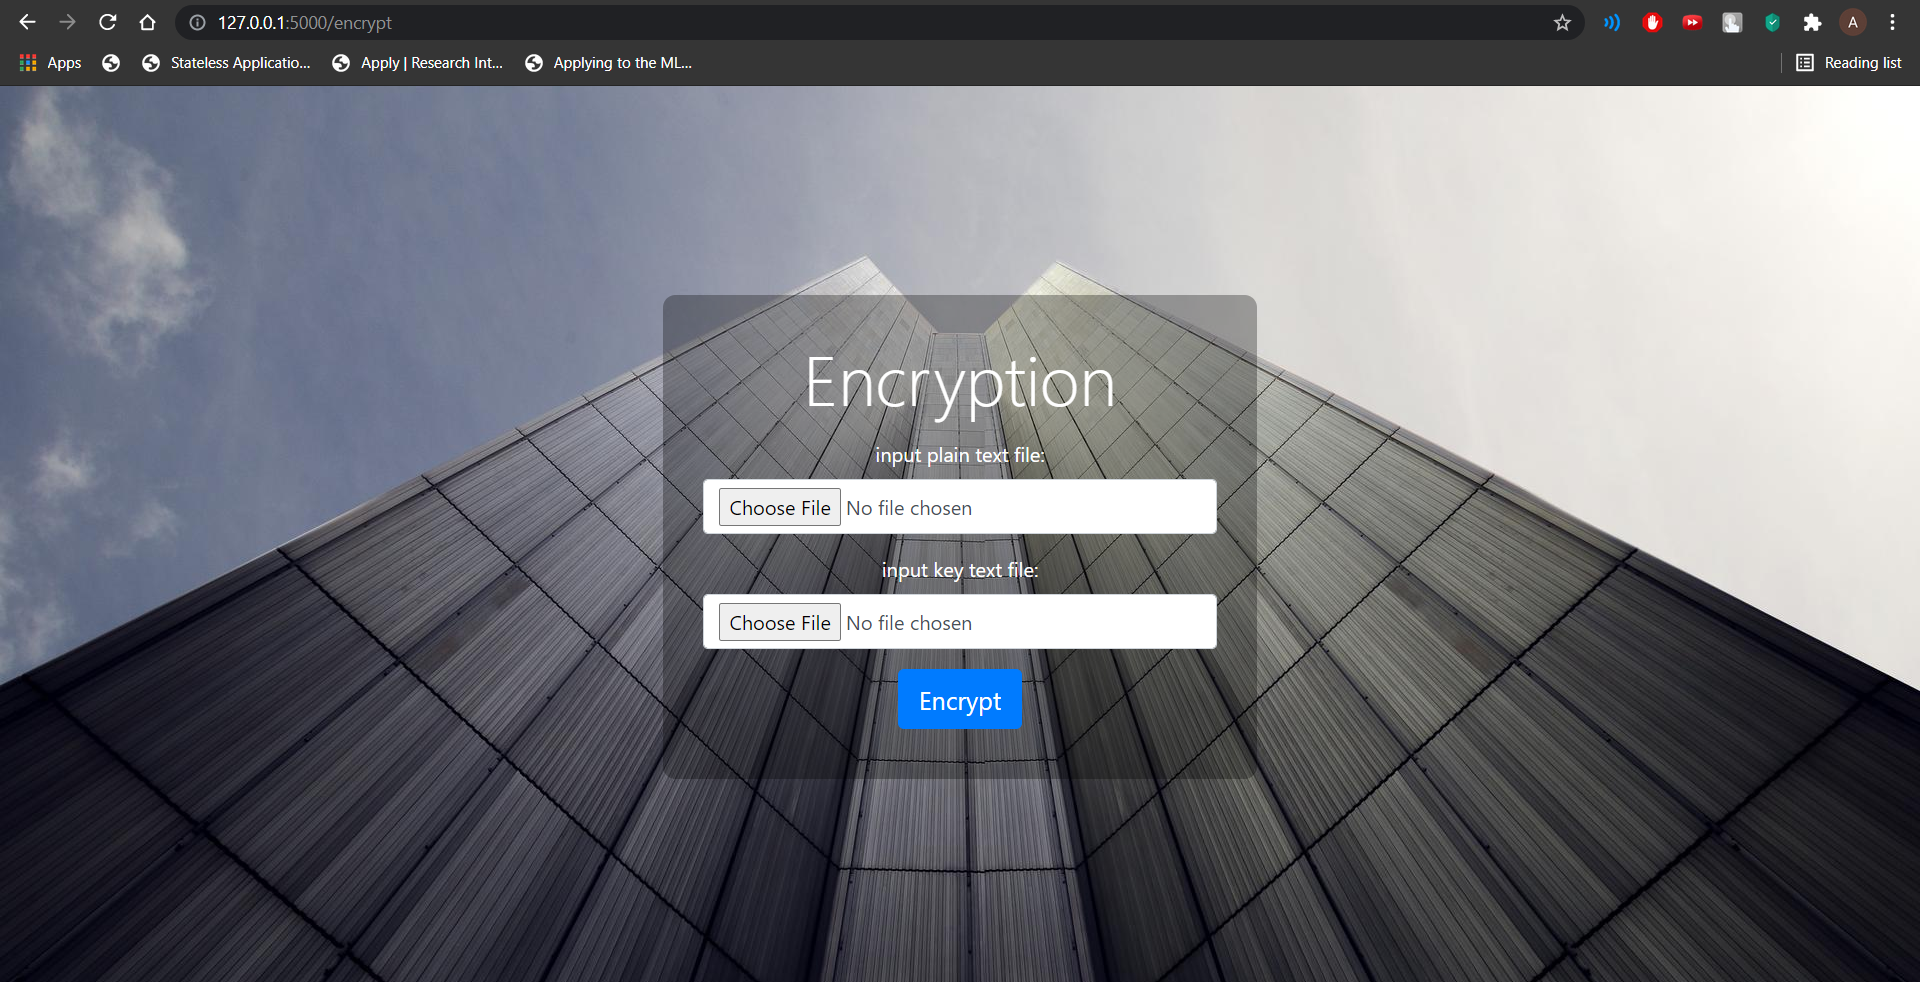 127.0.0.1:5000/encrypt
A
Apps
Stateless Applicatio...
Apply | Research Int...
Applying to the ML...
Reading list
Encryption
input plain text file:
Choose File No file chosen
input key text file:
Choose File No file chosen
Encrypt